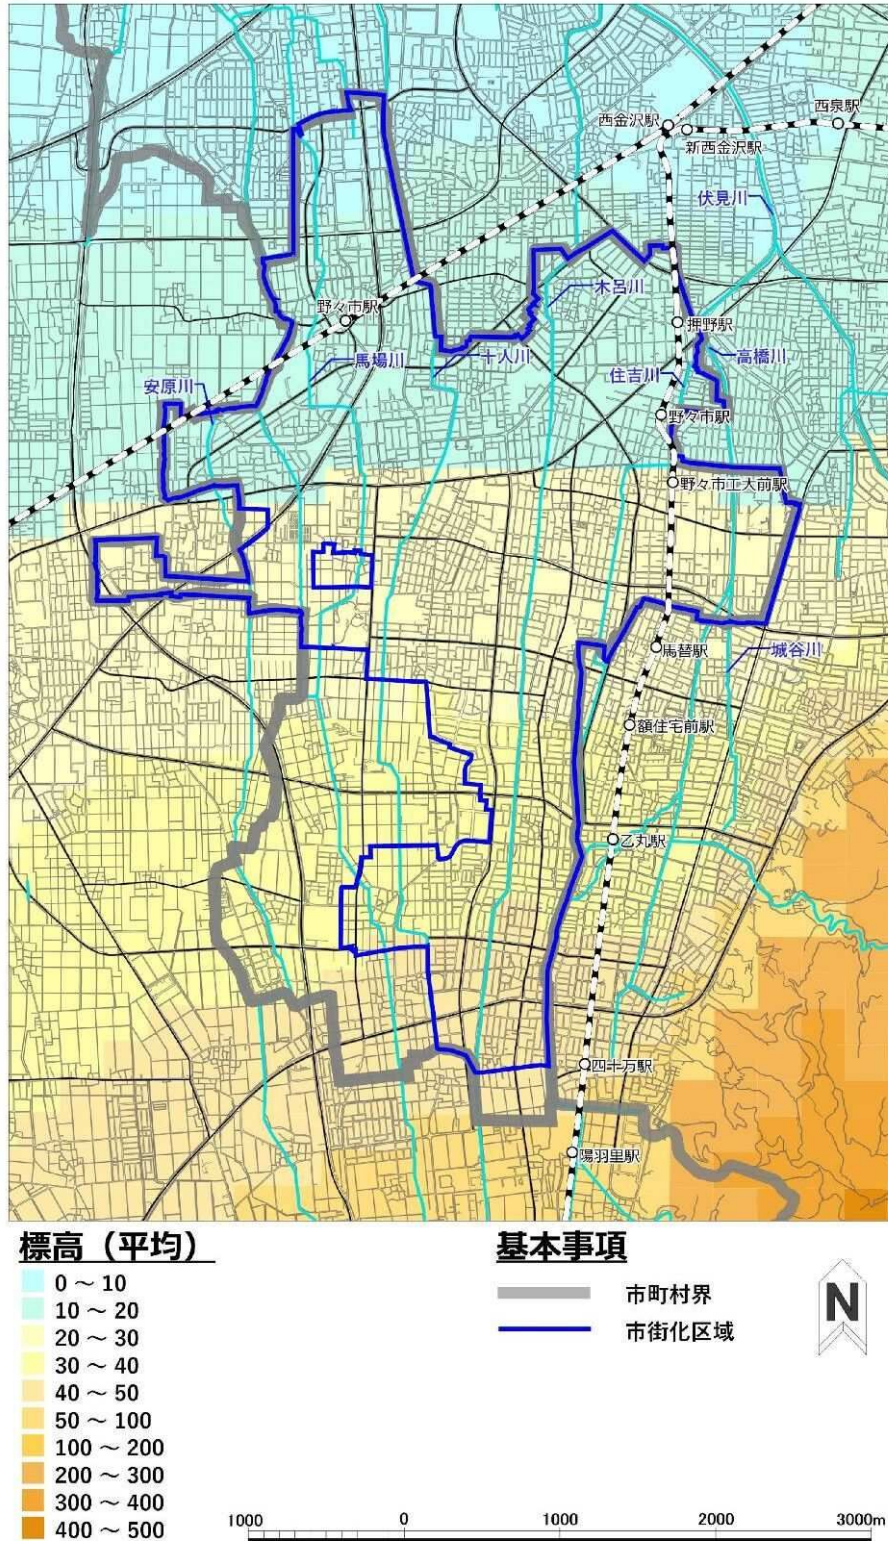 西金沢駅
西泉駅
新西金沢駅
伏見川
木呂川
野々市駅
押野駅
馬場川
十人川
高橋川
安原川
住吉川
野々市駅
野々市工大前駅
馬替駅
城谷川
額住宅前駅
乙丸駅
四十万駅
陽羽里駅
標高（平均）
0 ～ 10
10 ～ 20
20 ～ 30
30 ～ 40
40 ～ 50
50 ～ 100
100 ～ 200
200 ～ 300
300 ～ 400
400 ～ 500
基本事項
市町村界
市街化区域
N
1000 0 1000 2000 3000m